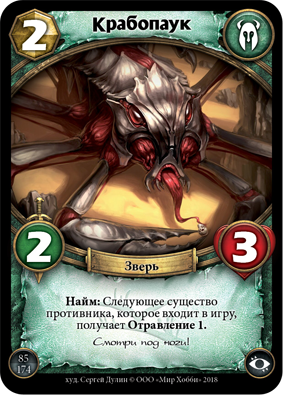 2
Крабопаук
2
3
Зверь
Найм: Следующее существо
противника, которое входит в игру,
получает Отравление 1.
Смотри под ноги!
85
174
худ. Сергей Дулин © ООО «Мир Хобби» 2018